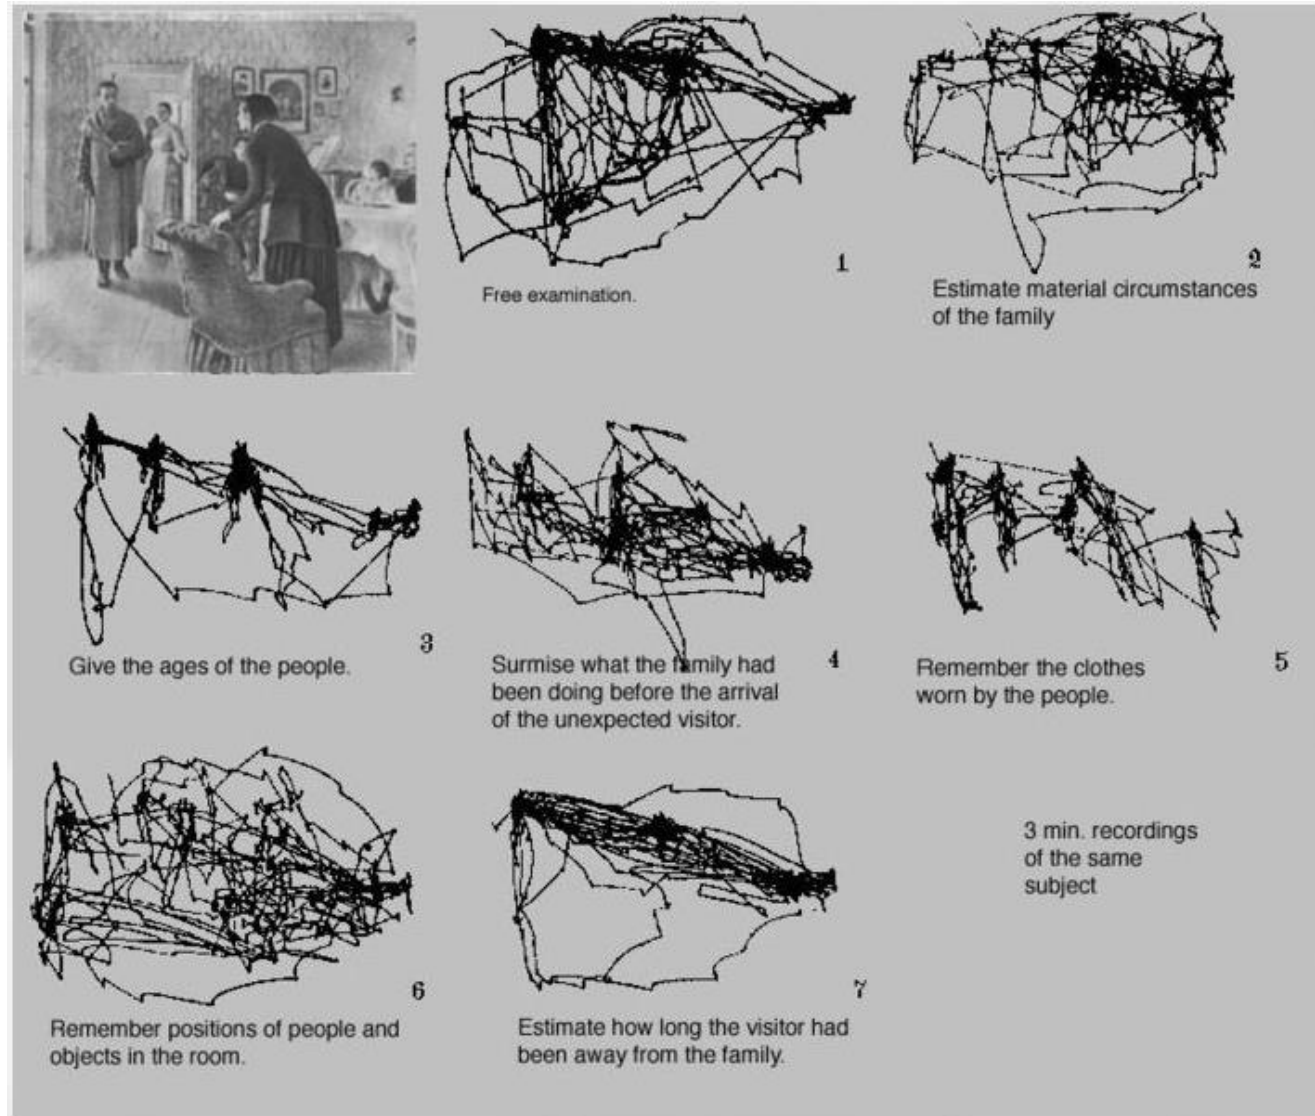 1
Free examination.
2
Estimate material circumstances
of the family
3
Give the ages of the people.
4
Surmise what the family had
been doing before the arrival
of the unexpected visitor.
5
Remember the clothes
worn by the people.
6
Remember positions of people and
objects in the room.
7
Estimate how long the visitor had
been away from the family.
3 min. recordings
of the same
subject